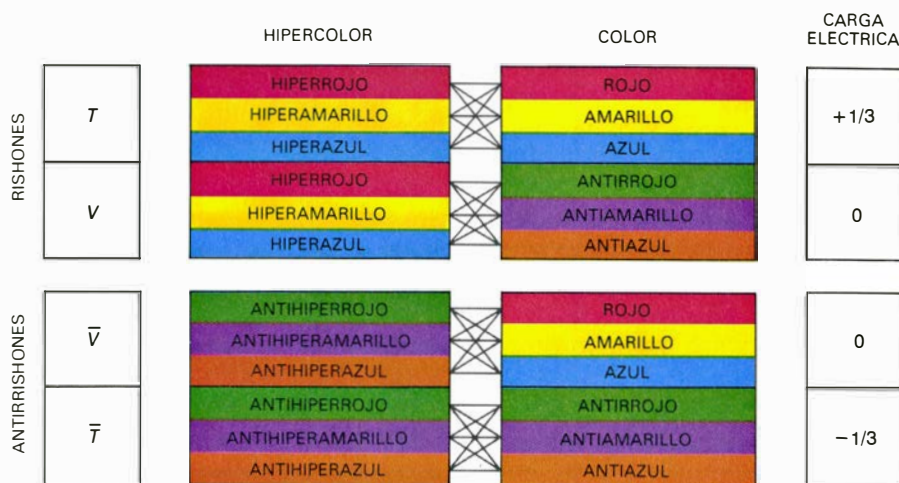 HIPERCOLOR
COLOR
CARGA
ELECTRICA
RISHONES
T
HIPERROJO
HIPERAMARILLO
HIPERAZUL
ROJO
AMARILLO
AZUL
+1/3
V
HIPERROJO
HIPERAMARILLO
HIPERAZUL
ANTIRROJO
ANTIAMARILLO
ANTIAZUL
0
ANTIRRISHONES
V̅
ANTIHIPERROJO
ANTIHIPERAMARILLO
ANTIHIPERAZUL
ROJO
AMARILLO
AZUL
0
T̅
ANTIHIPERROJO
ANTIHIPERAMARILLO
ANTIHIPERAZUL
ANTIRROJO
ANTIAMARILLO
ANTIAZUL
−1/3